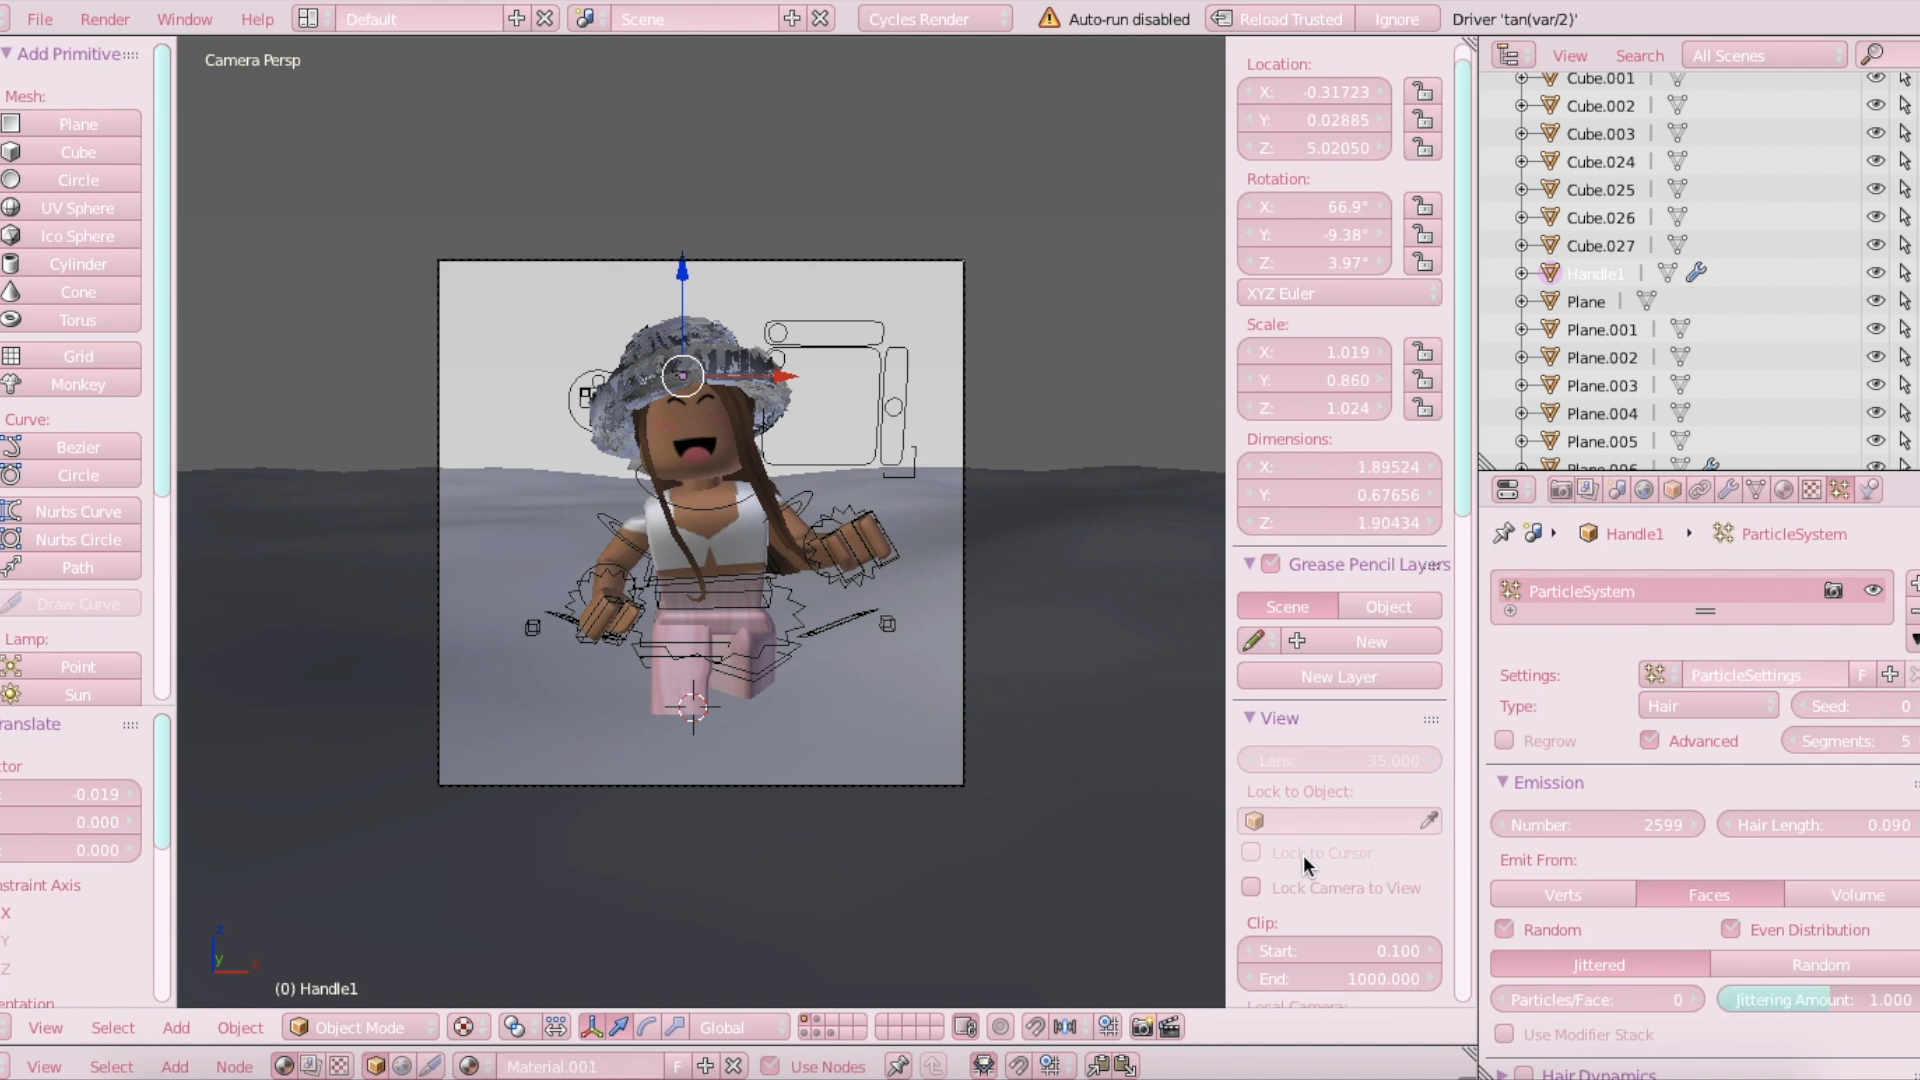 File Render Window Help Default Scene Cycles Render Auto-run disabled Reload Trusted Ignore Driver 'tan(var/2)'
Add Primitive
Mesh:
Plane
Cube
Circle
UV Sphere
Ico Sphere
Cylinder
Cone
Torus
Grid
Monkey
Curve:
Bezier
Circle
Nurbs Curve
Nurbs Circle
Path
Draw Curve
Lamp:
Point
Sun
ranslate
tor
-0.019
0.000
0.000
straint Axis
X
Y
Z
entation
Camera Persp
z
y
x
(0) Handle1
Location:
X: -0.31723
Y: 0.02885
Z: 5.02050
Rotation:
X: 66.9°
Y: -9.38°
Z: 3.97°
XYZ Euler
Scale:
X: 1.019
Y: 0.860
Z: 1.024
Dimensions:
X: 1.89524
Y: 0.67656
Z: 1.90434
Grease Pencil Layers
Scene Object
New
New Layer
View
Lens: 35.000
Lock to Object:
Lock to Cursor
Lock Camera to View
Clip:
Start: 0.100
End: 1000.000
Local Camera:
View Search All Scenes
Cube.001
Cube.002
Cube.003
Cube.024
Cube.025
Cube.026
Cube.027
Handle1
Plane
Plane.001
Plane.002
Plane.003
Plane.004
Plane.005
Plane.006
Handle1 ParticleSystem
ParticleSystem
Settings: ParticleSettings F
Type: Hair Seed: 0
Regrow Advanced Segments: 5
Emission
Number: 2599 Hair Length: 0.090
Emit From:
Verts Faces Volume
Random Even Distribution
Jittered Random
Particles/Face: 0 Jittering Amount: 1.000
Use Modifier Stack
Hair Dynamics
View Select Add Object Object Mode Global
View Select Add Node Material.001 F Use Nodes